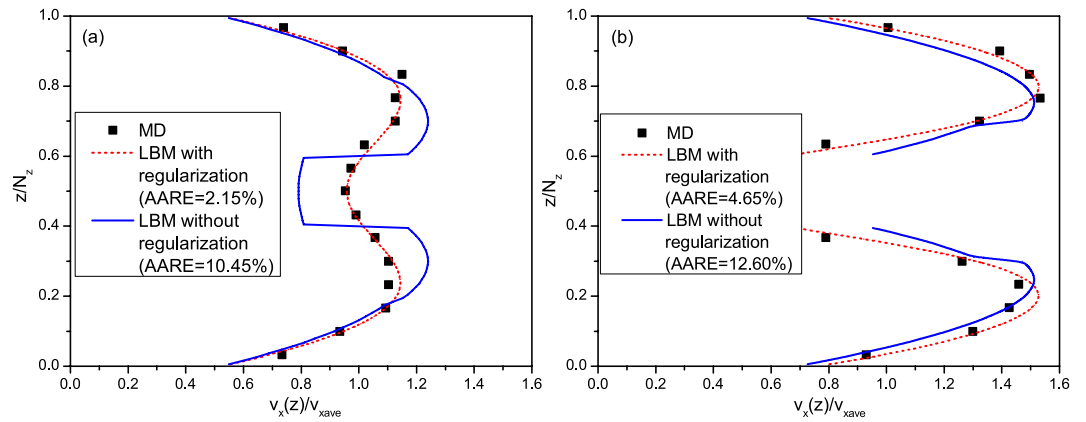 (a)
1.0
0.8
0.6
0.4
0.2
0.0
z/N_z
MD
LBM with
regularization
(AARE=2.15%)
LBM without
regularization
(AARE=10.45%)
0.0 0.2 0.4 0.6 0.8 1.0 1.2 1.4 1.6
v_x(z)/v_xave
(b)
1.0
0.8
0.6
0.4
0.2
0.0
z/N_z
MD
LBM with
regularization
(AARE=4.65%)
LBM without
regularization
(AARE=12.60%)
0.0 0.2 0.4 0.6 0.8 1.0 1.2 1.4 1.6
v_x(z)/v_xave